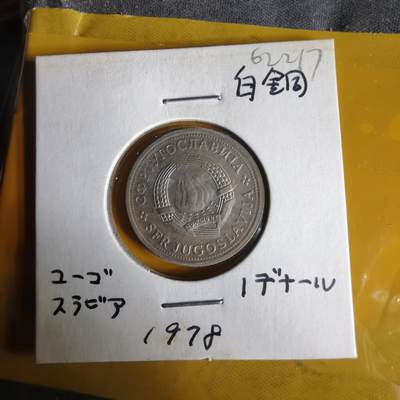 62217
白銅
СФР ЈУГОСЛАВИЈА
SFR JUGOSLAVIJA
ユーゴ
スラビア
1デナール
1978